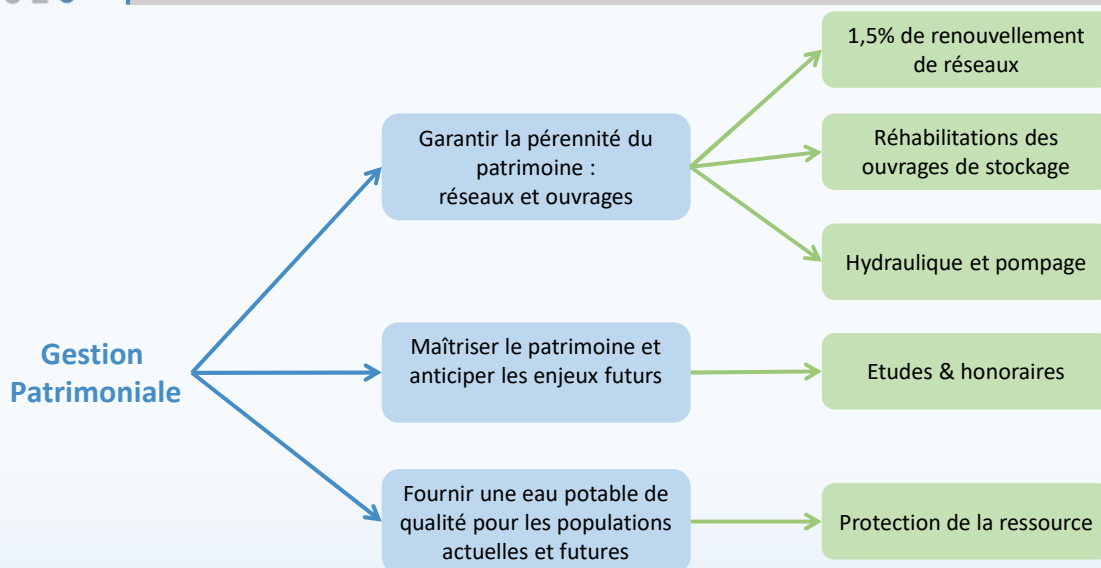 1,5% de renouvellement
de réseaux
Garantir la pérennité du
patrimoine :
réseaux et ouvrages
Réhabilitations des
ouvrages de stockage
Hydraulique et pompage
Gestion
Patrimoniale
Maîtriser le patrimoine et
anticiper les enjeux futurs
Etudes & honoraires
Fournir une eau potable de
qualité pour les populations
actuelles et futures
Protection de la ressource